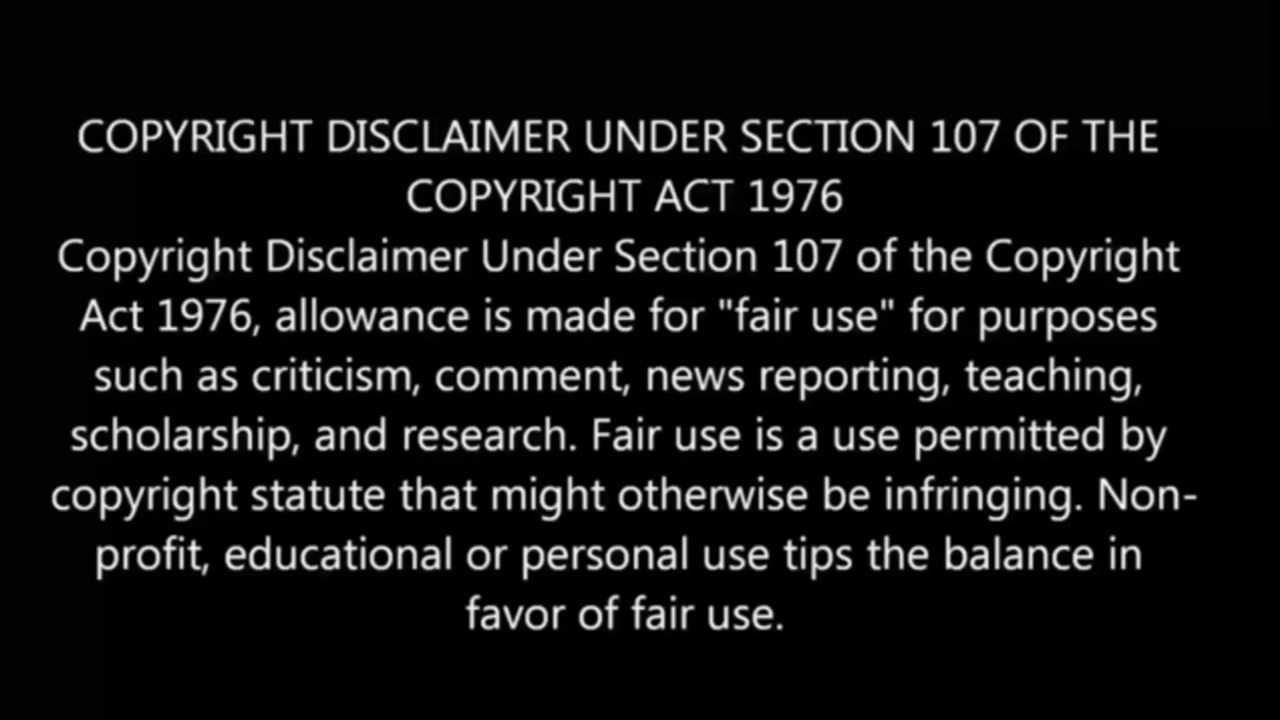 COPYRIGHT DISCLAIMER UNDER SECTION 107 OF THE
COPYRIGHT ACT 1976
Copyright Disclaimer Under Section 107 of the Copyright
Act 1976, allowance is made for "fair use" for purposes
such as criticism, comment, news reporting, teaching,
scholarship, and research. Fair use is a use permitted by
copyright statute that might otherwise be infringing. Non-
profit, educational or personal use tips the balance in
favor of fair use.